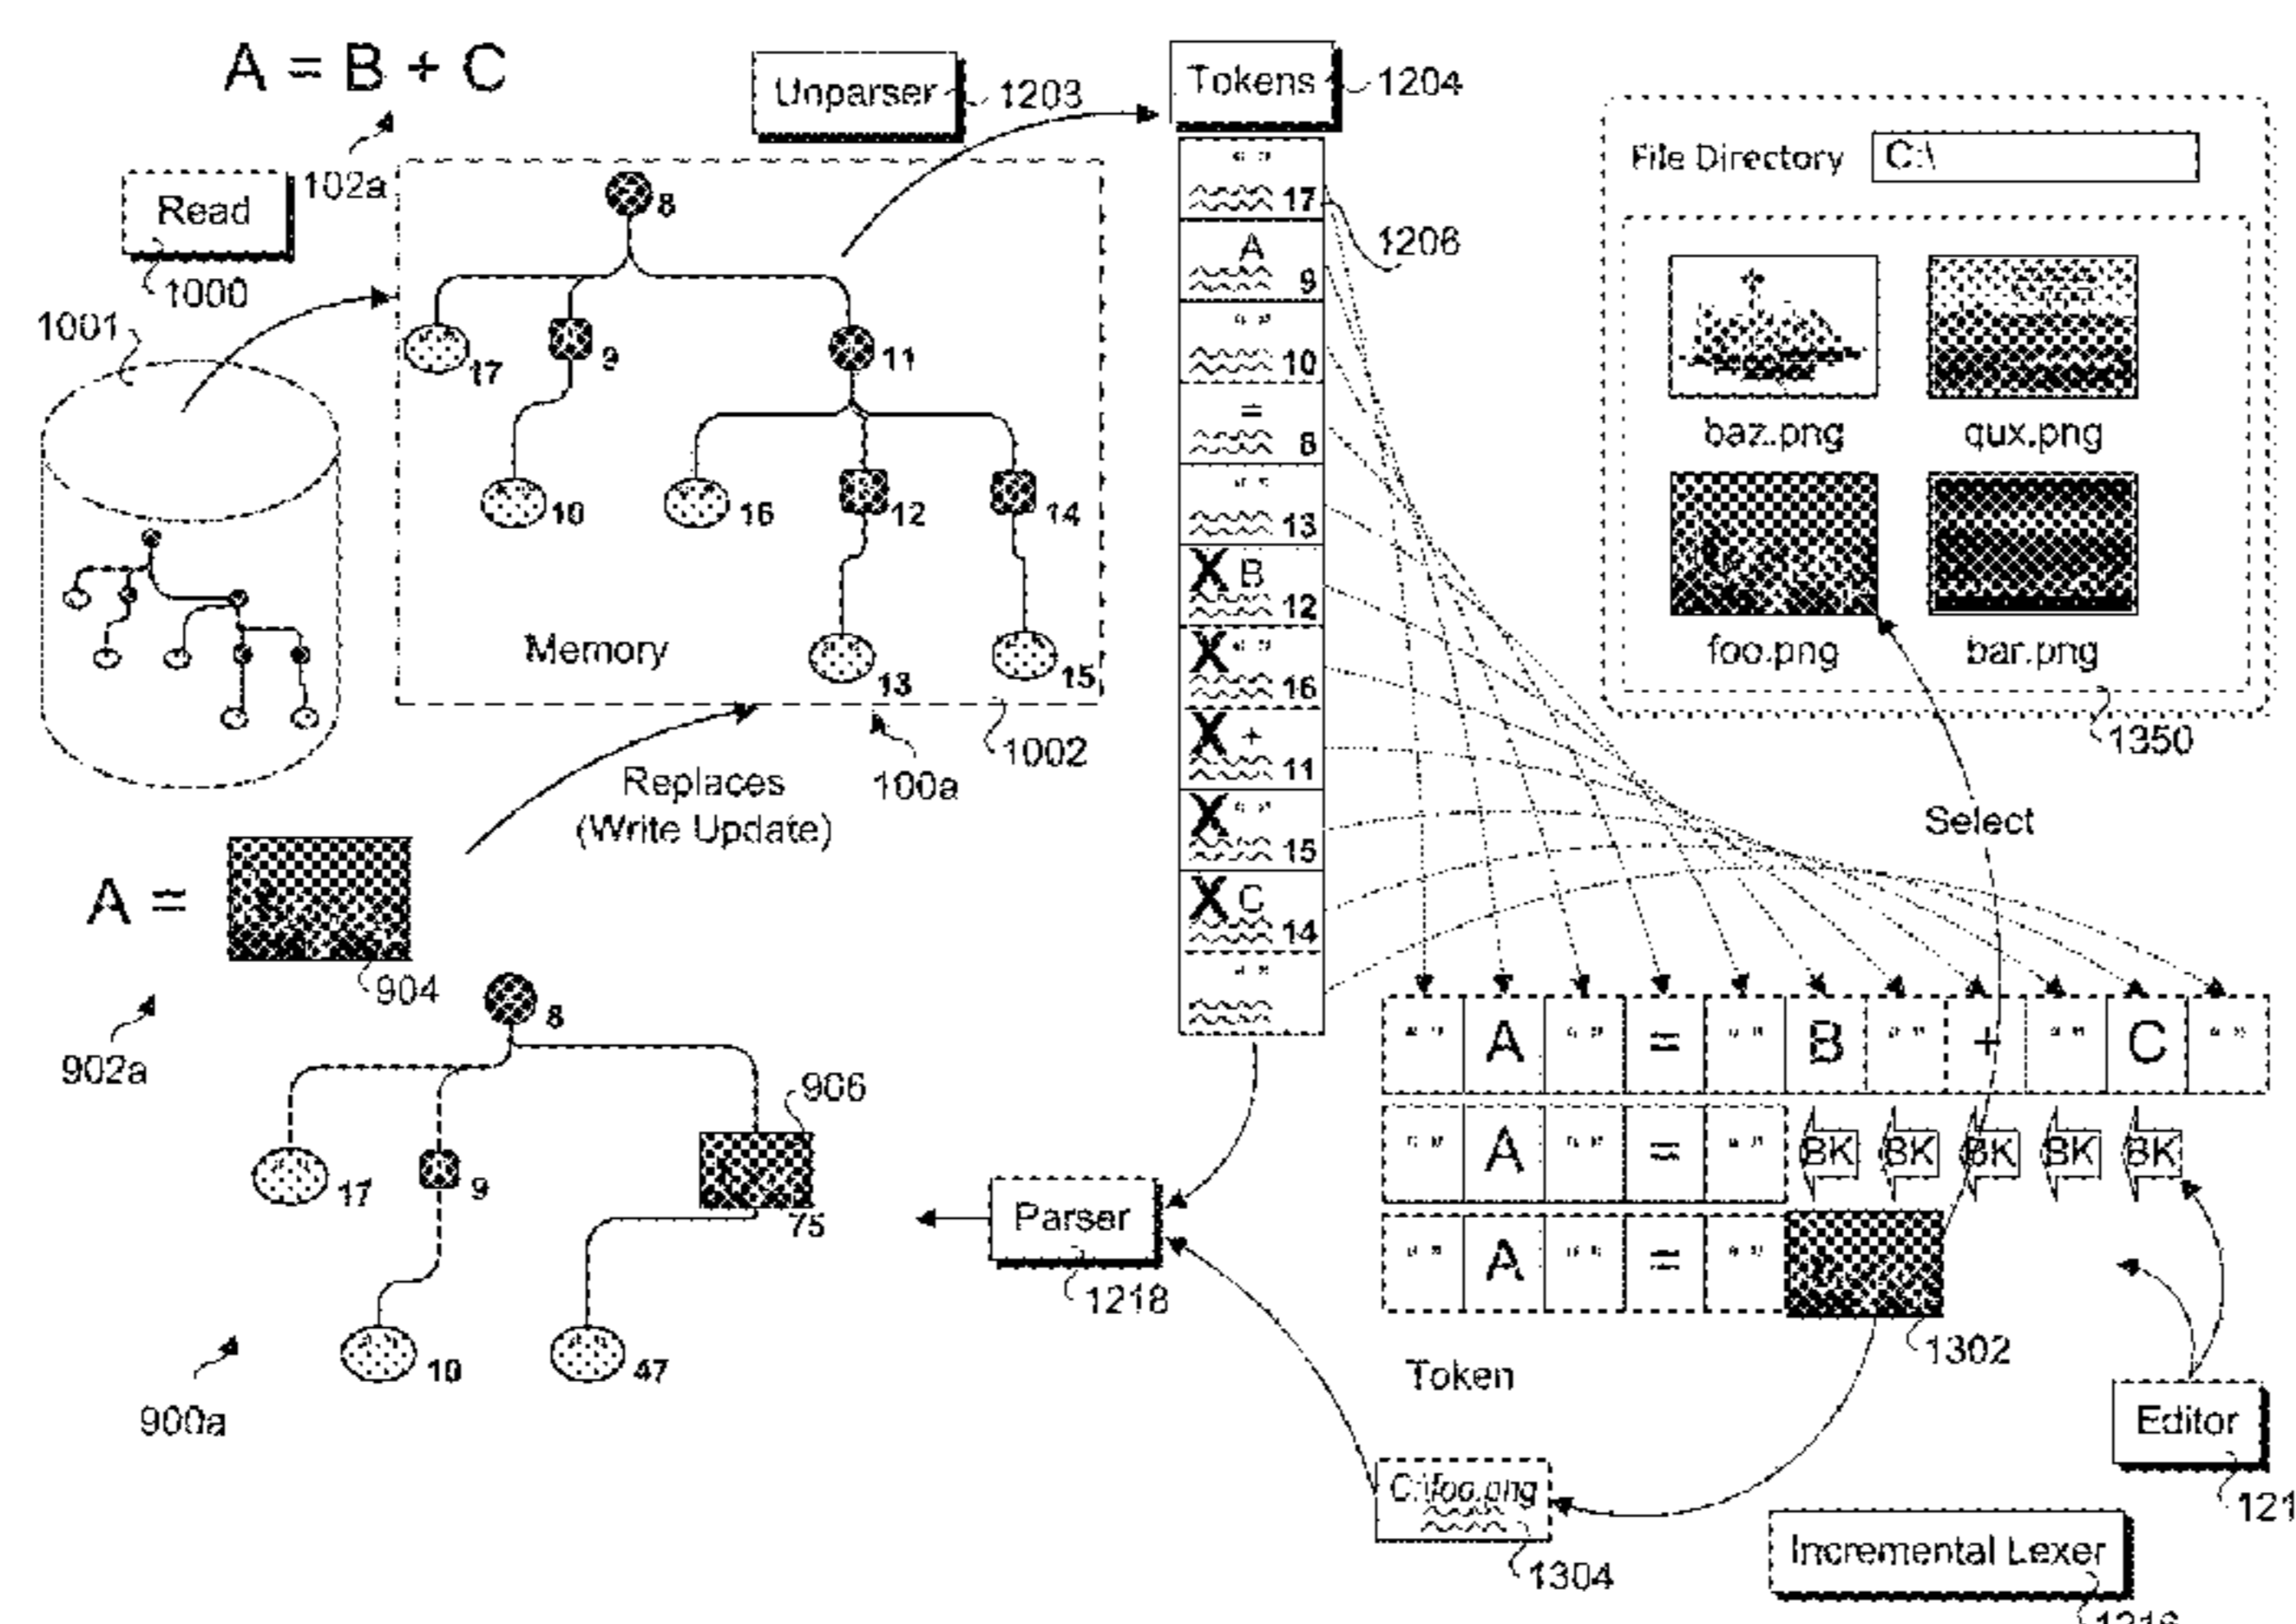 A = B + C
102a
Read
1000
1001
Unparser
1203
Tokens
1204
1206
8
17
9
11
10
16
12
14
13
15
Memory
1002
100a
Replaces
(Write Update)
" "
17
A
9
" "
10
=
8
" "
13
X B
12
X " "
16
X +
11
X " "
15
X C
14
" "
File Directory C:\
baz.png qux.png
foo.png bar.png
1350
Select
A =
904
902a
8
17
9
906
75
10
47
900a
Parser
1218
" " A " " = " " B " " + " " C " "
" " A " " = " " BK BK BK BK BK
" " A " " = " "
1302
Token
Editor
121
C:\foo.png
1304
Incremental Lexer